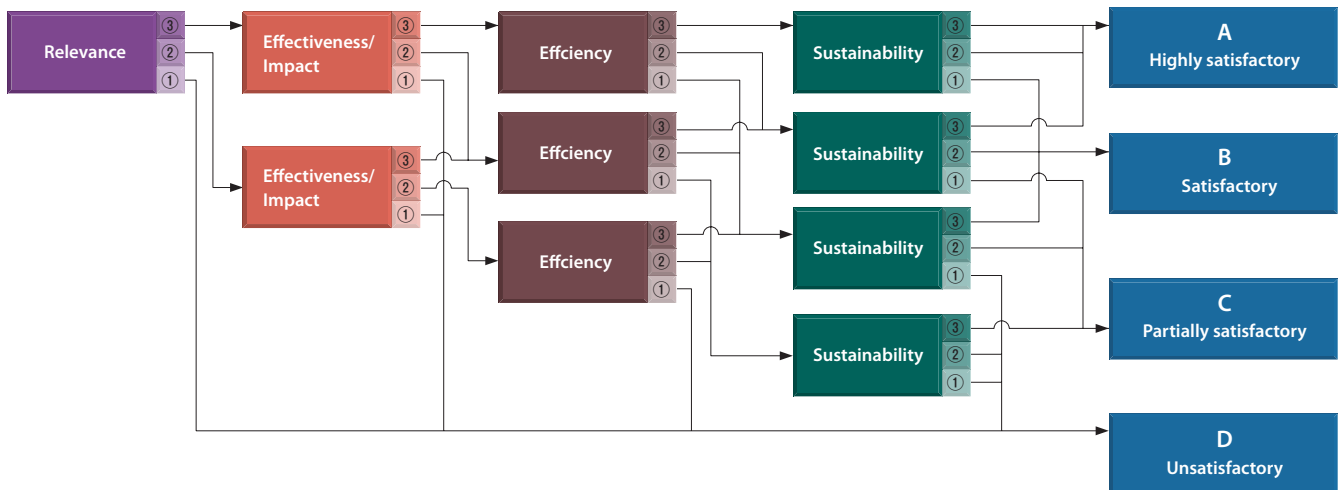 Relevance
③
②
①
Effectiveness/
Impact
③
②
①
Effectiveness/
Impact
③
②
①
Effciency
③
②
①
Effciency
③
②
①
Effciency
③
②
①
Sustainability
③
②
①
Sustainability
③
②
①
Sustainability
③
②
①
Sustainability
③
②
①
A
Highly satisfactory
B
Satisfactory
C
Partially satisfactory
D
Unsatisfactory